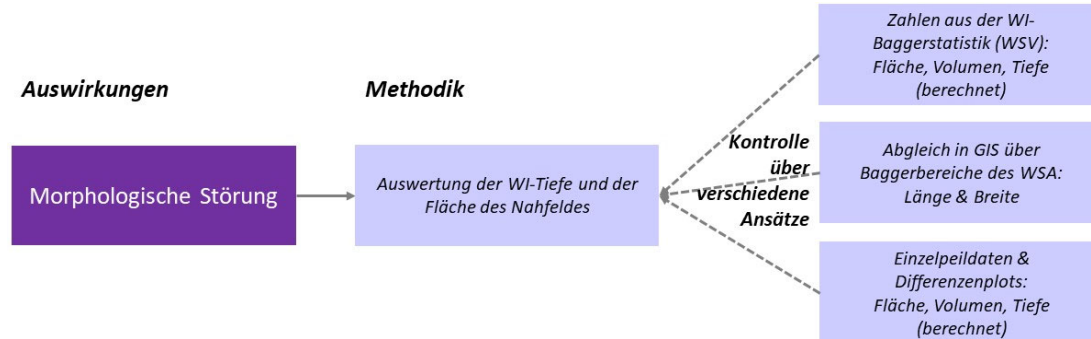 Auswirkungen
Morphologische Störung
Methodik
Auswertung der WI-Tiefe und der
Fläche des Nahfeldes
Kontrolle
über
verschiedene
Ansätze
Zahlen aus der WI-
Baggerstatistik (WSV):
Fläche, Volumen, Tiefe
(berechnet)
Abgleich in GIS über
Baggerbereiche des WSA:
Länge & Breite
Einzelpeildaten &
Differenzenplots:
Fläche, Volumen, Tiefe
(berechnet)